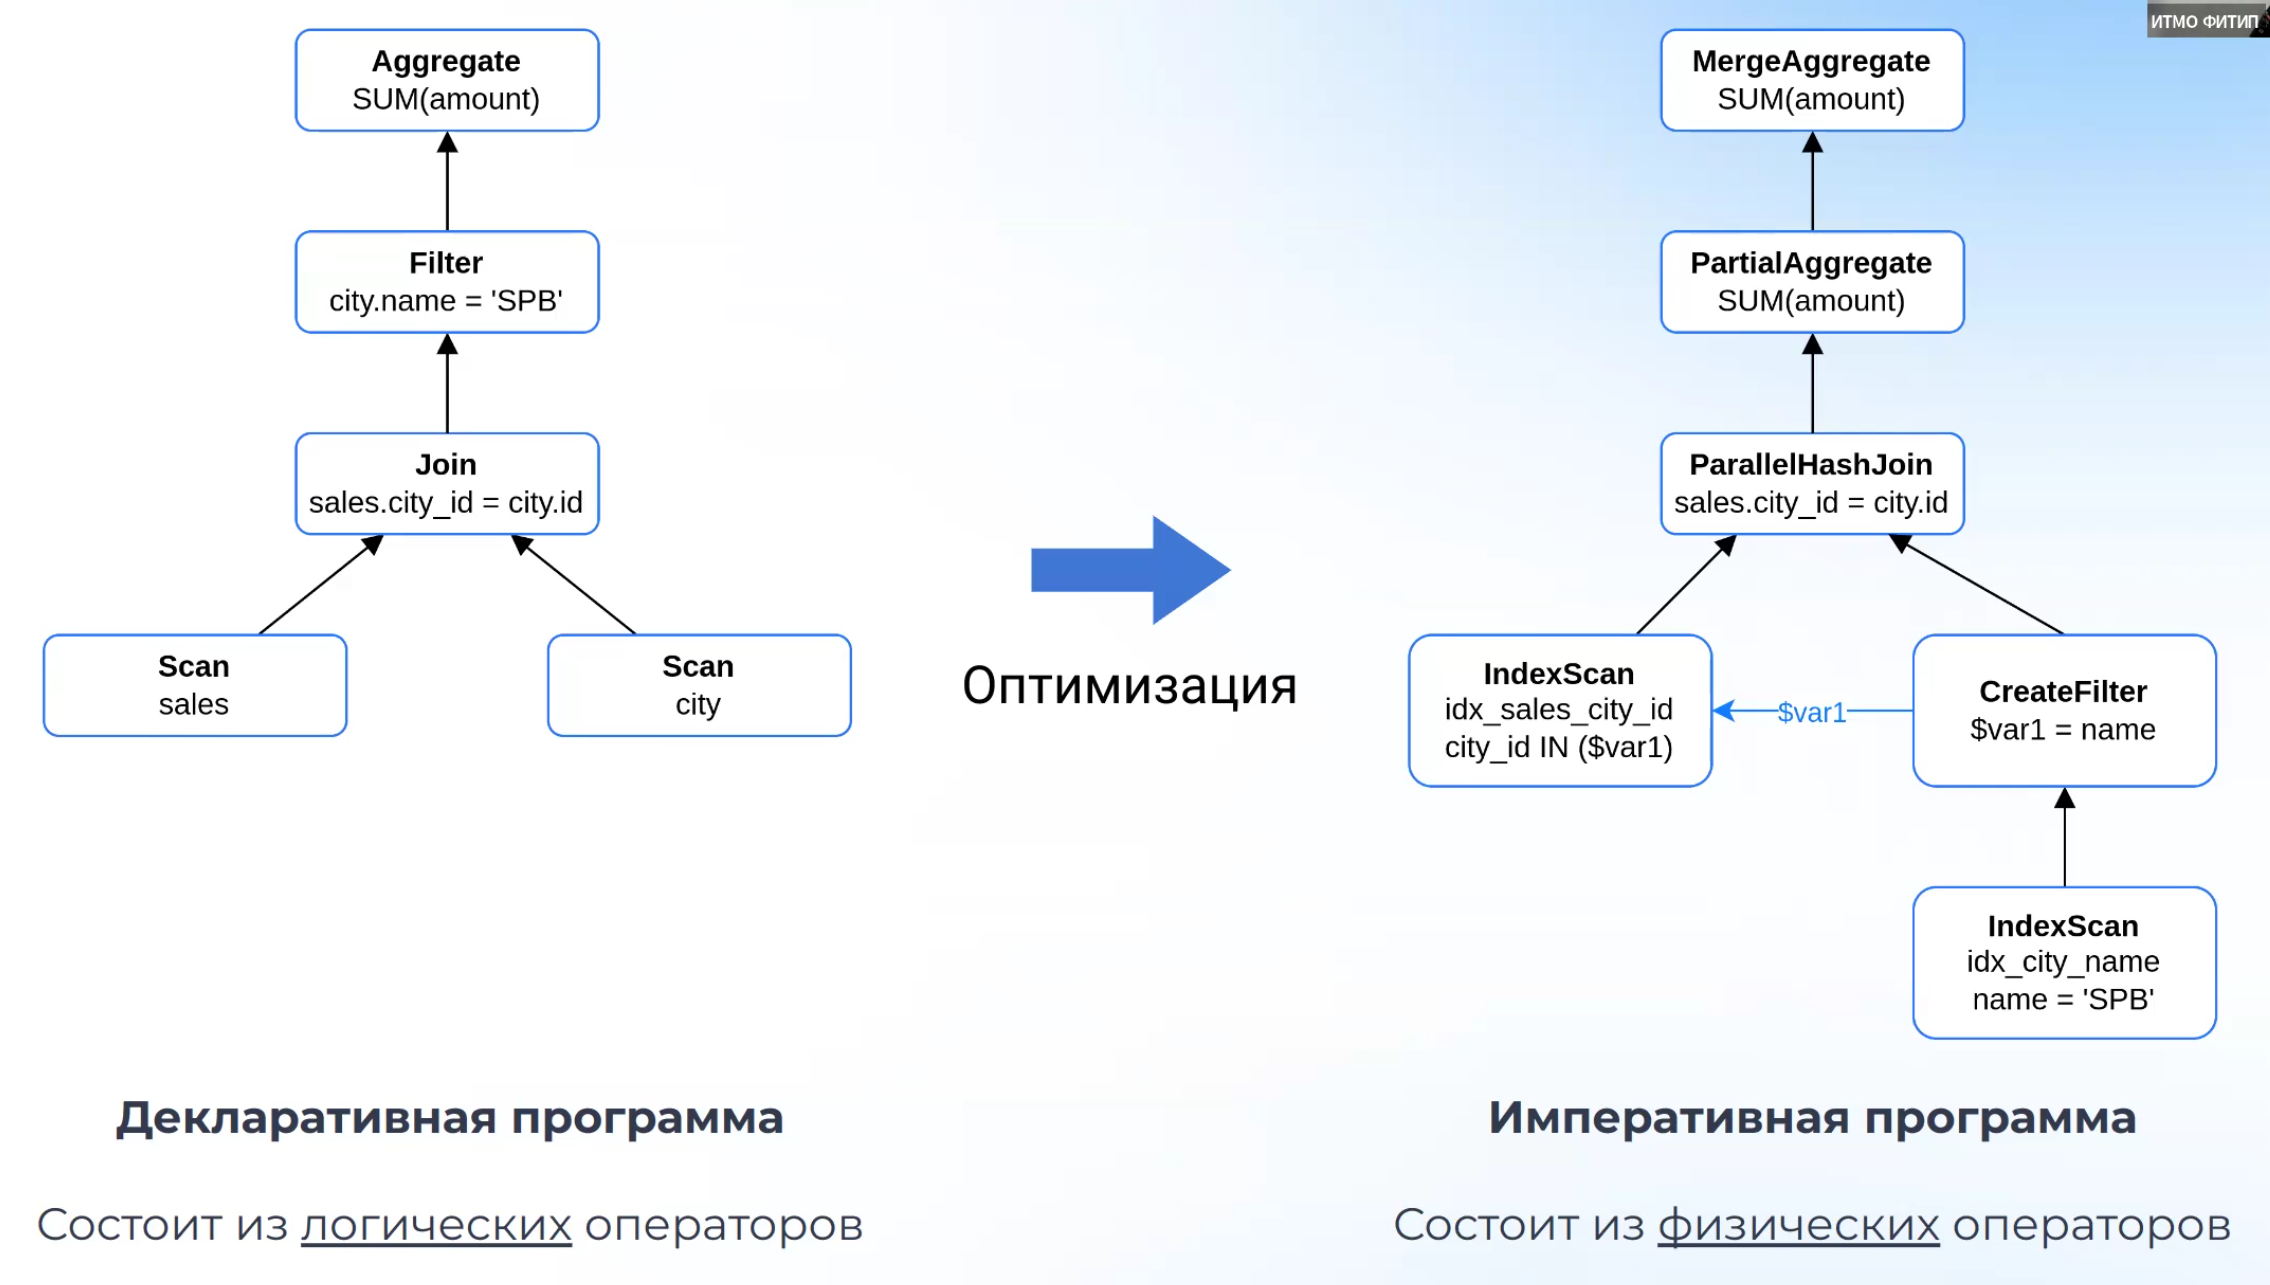 ИТМО ФИТИП
Aggregate
SUM(amount)
Filter
city.name = 'SPB'
Join
sales.city_id = city.id
Scan
sales
Scan
city
Оптимизация
MergeAggregate
SUM(amount)
PartialAggregate
SUM(amount)
ParallelHashJoin
sales.city_id = city.id
IndexScan
idx_sales_city_id
city_id IN ($var1)
$var1
CreateFilter
$var1 = name
IndexScan
idx_city_name
name = 'SPB'
Декларативная программа
Состоит из логических операторов
Императивная программа
Состоит из физических операторов